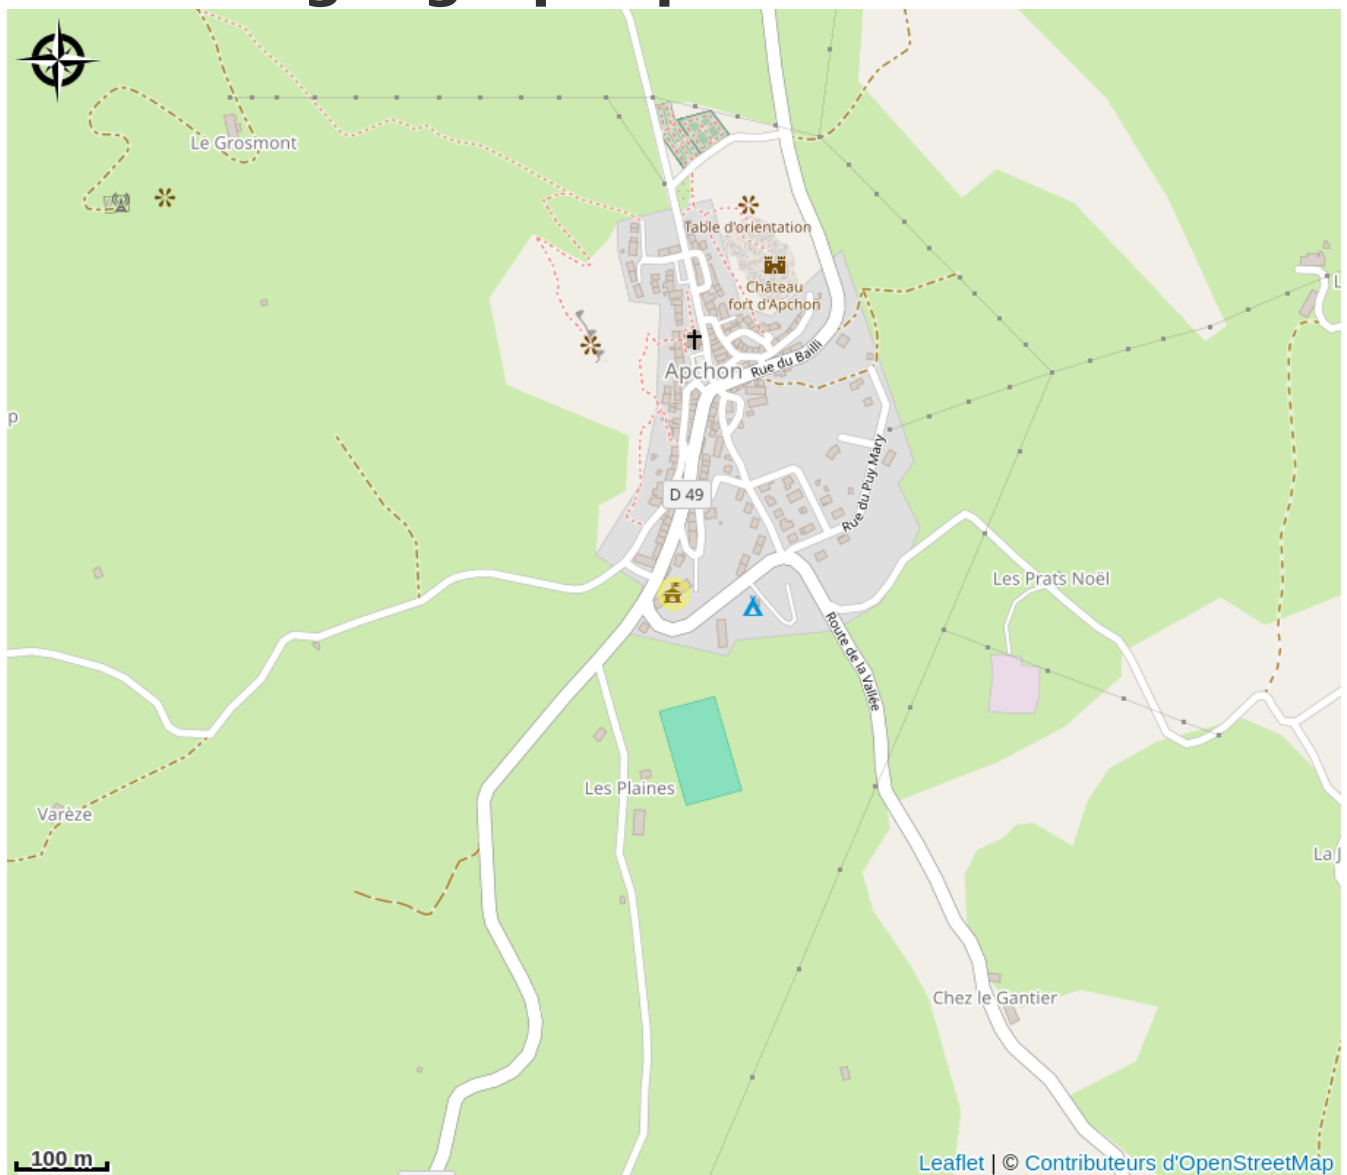 Le Grosmont
Table d'orientation
Château
fort d'Apchon
Apchon
Rue du Bailli
p
D 49
Rue du Puy Mary
Les Prats Noël
Route de la Vallée
Les Plaines
Varèze
La J
Chez le Gantier
100 m
Leaflet | © Contributeurs d'OpenStreetMap